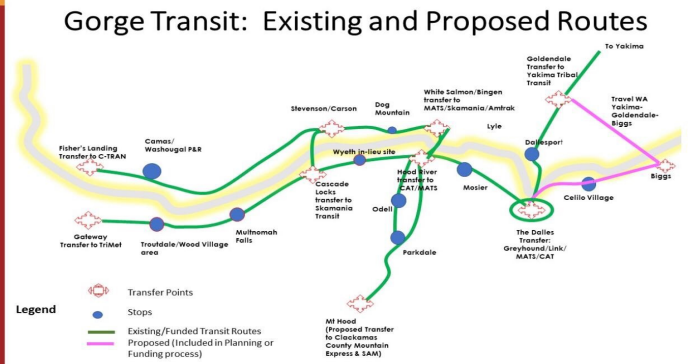 Gorge Transit: Existing and Proposed Routes
To Yakima
Goldendale
Transfer to
Yakima Tribal
Transit
White Salmon/Bingen
transfer to
MATS/Skamania/Amtrak
Travel WA
Yakima-
Goldendale-
Biggs
Stevenson/Carson
Dog
Mountain
Lyle
Fisher's Landing
Transfer to C-TRAN
Camas/
Washougal P&R
Wyeth in-lieu site
Dallesport
Hood River
transfer to
CAT/MATS
Biggs
Cascade
Locks
transfer to
Skamania
Transit
Mosier
Celilo Village
Odell
Gateway
Transfer to TriMet
Troutdale/Wood Village
area
Multnomah
Falls
The Dalles
Transfer:
Greyhound/Link/
MATS/CAT
Parkdale
Mt Hood
(Proposed Transfer
to Clackamas
County Mountain
Express & SAM)
Legend
Transfer Points
Stops
Existing/Funded Transit Routes
Proposed (Included in Planning or
Funding process)